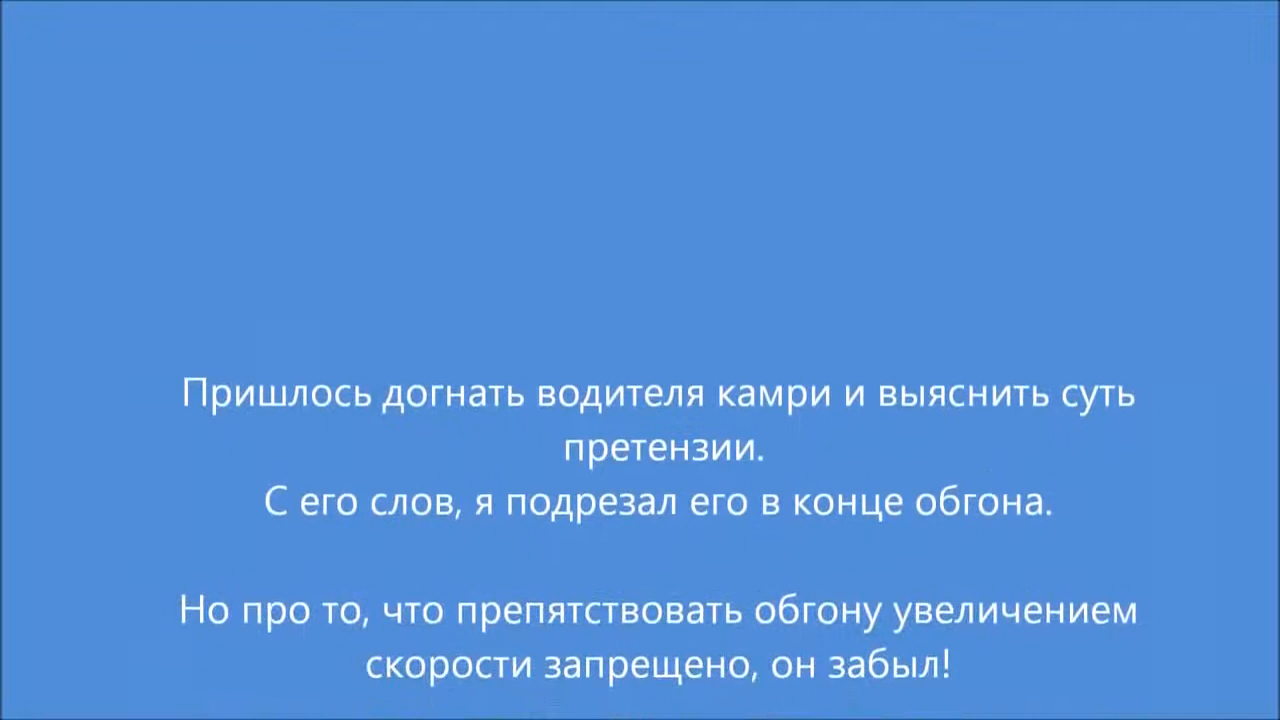 Пришлось догнать водителя камри и выяснить суть
претензии.
С его слов, я подрезал его в конце обгона.
Но про то, что препятствовать обгону увеличением
скорости запрещено, он забыл!